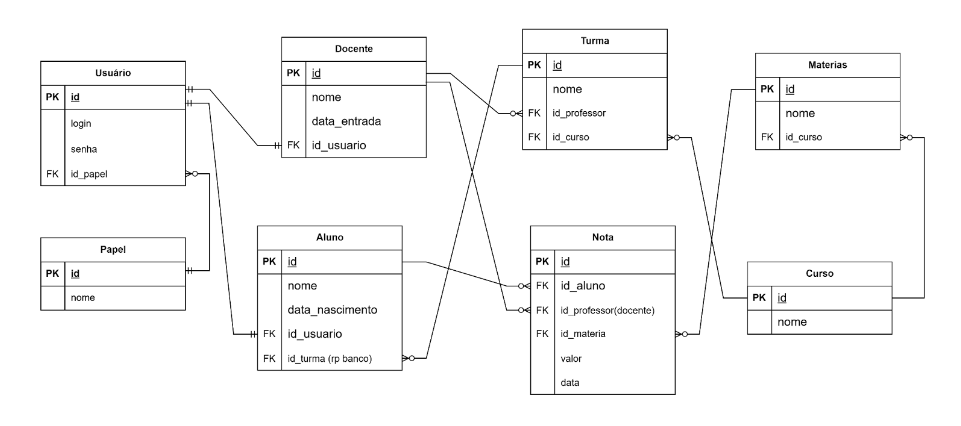 Usuário
PK id
login
senha
FK id_papel
Papel
PK id
nome
Docente
PK id
nome
data_entrada
FK id_usuario
Aluno
PK id
nome
data_nascimento
FK id_usuario
FK id_turma (rp banco)
Turma
PK id
nome
FK id_professor
FK id_curso
Nota
PK id
FK id_aluno
FK id_professor(docente)
FK id_materia
valor
data
Materias
PK id
nome
FK id_curso
Curso
PK id
nome